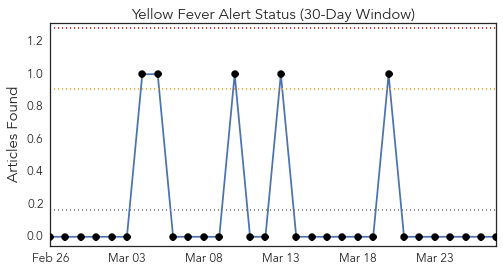 Yellow Fever Alert Status (30-Day Window)
Articles Found
1.2
1.0
0.8
0.6
0.4
0.2
0.0
Feb 26 Mar 03 Mar 08 Mar 13 Mar 18 Mar 23